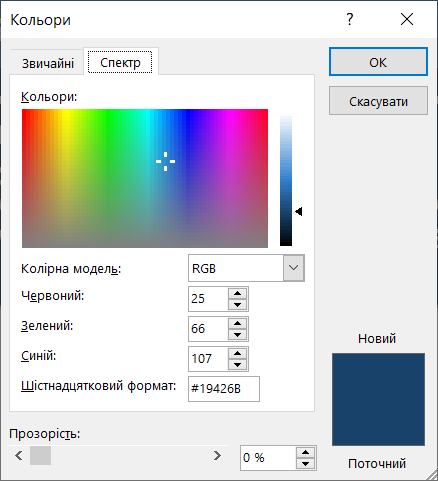 Кольори
Звичайні
Спектр
ОК
Скасувати
Кольори:
Колірна модель:
RGB
Червоний:
25
Зелений:
66
Синій:
107
Шістнадцятковий формат:
#19426B
Новий
Поточний
Прозорість:
0 %